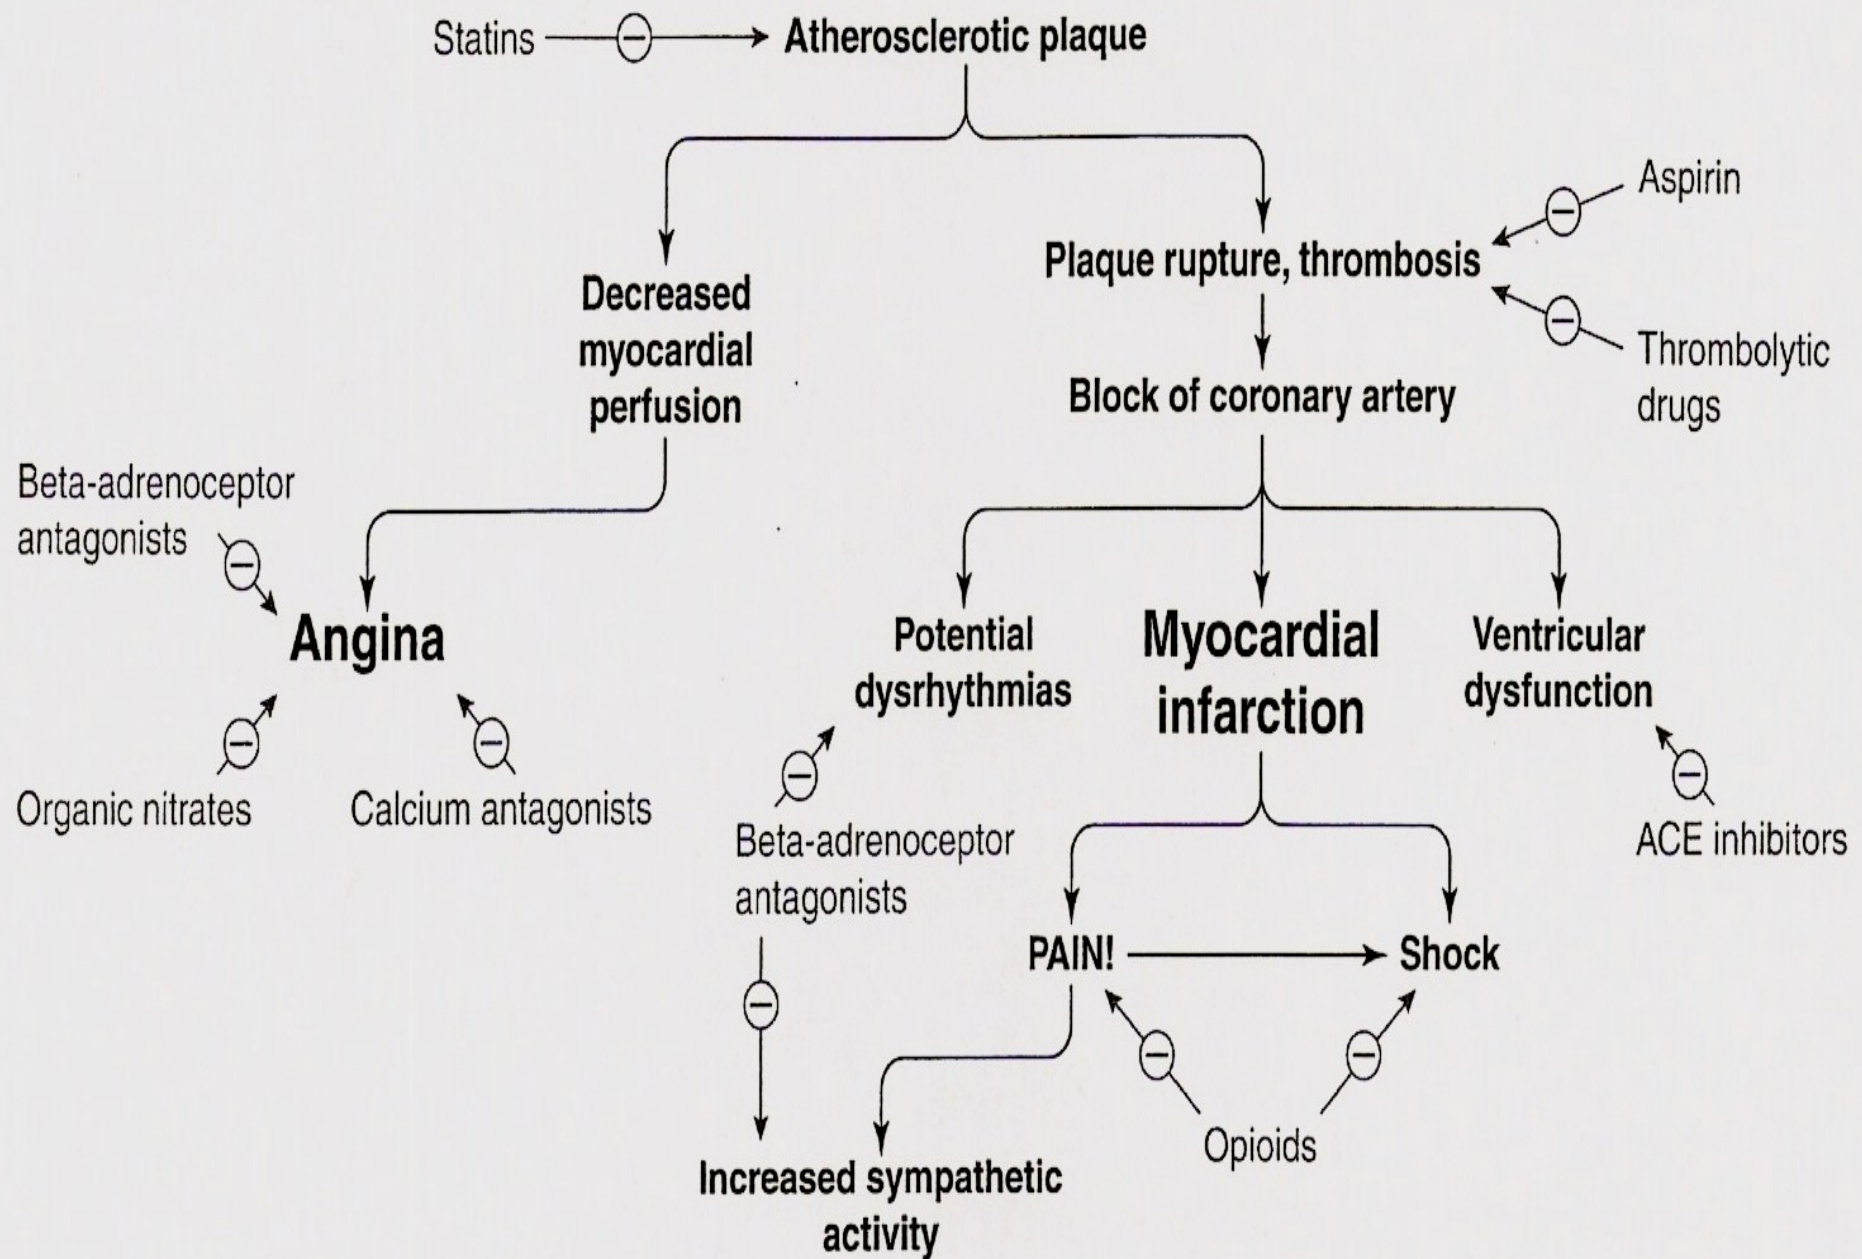 Statins
Atherosclerotic plaque
Aspirin
Plaque rupture, thrombosis
Decreased
myocardial
perfusion
Thrombolytic
drugs
Block of coronary artery
Beta-adrenoceptor
antagonists
Angina
Potential
dysrhythmias
Myocardial
infarction
Ventricular
dysfunction
Organic nitrates
Calcium antagonists
Beta-adrenoceptor
antagonists
ACE inhibitors
PAIN!
Shock
Opioids
Increased sympathetic
activity